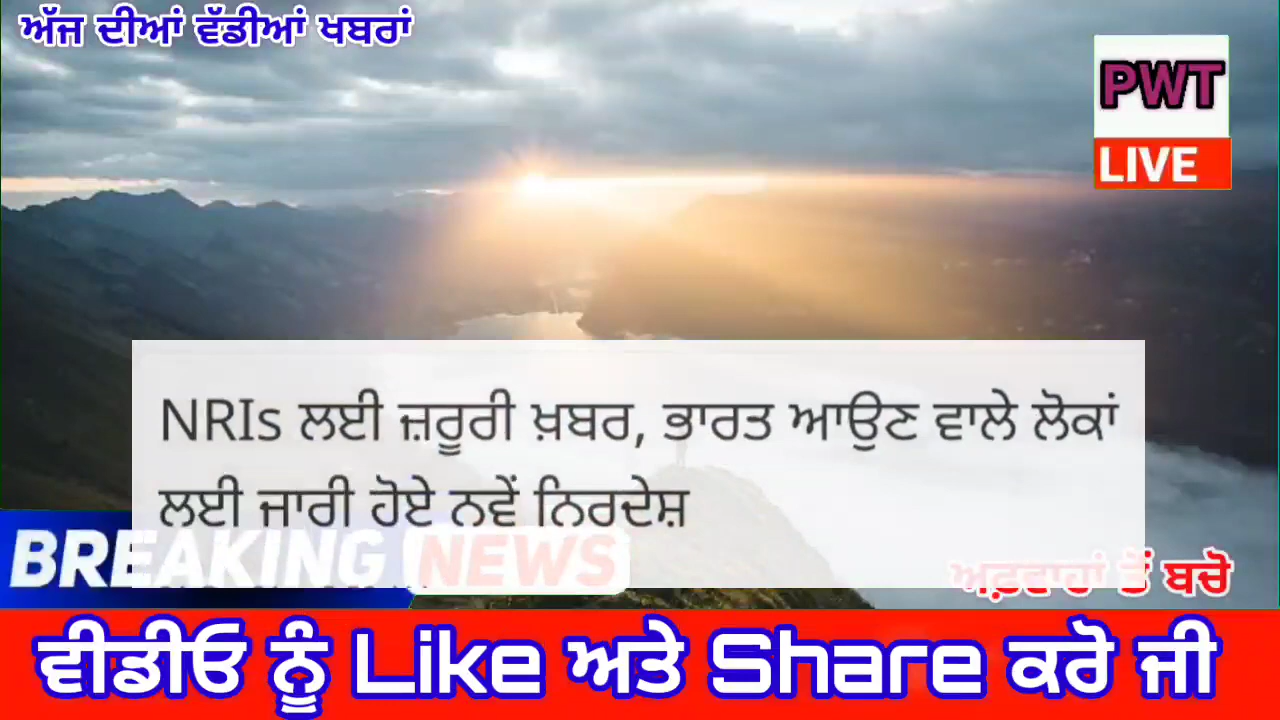 ਅੱਜ ਦੀਆਂ ਵੱਡੀਆਂ ਖਬਰਾਂ
PWT
LIVE
NRIs ਲਈ ਜ਼ਰੂਰੀ ਖ਼ਬਰ, ਭਾਰਤ ਆਉਣ ਵਾਲੇ ਲੋਕਾਂ
ਲਈ ਜਾਰੀ ਹੋਏ ਨਵੇਂ ਨਿਰਦੇਸ਼
BREAKING NEWS
ਅਫ਼ਵਾਹਾਂ ਤੋਂ ਬਚੋ
ਵੀਡੀਓ ਨੂੰ Like ਅਤੇ Share ਕਰੋ ਜੀ